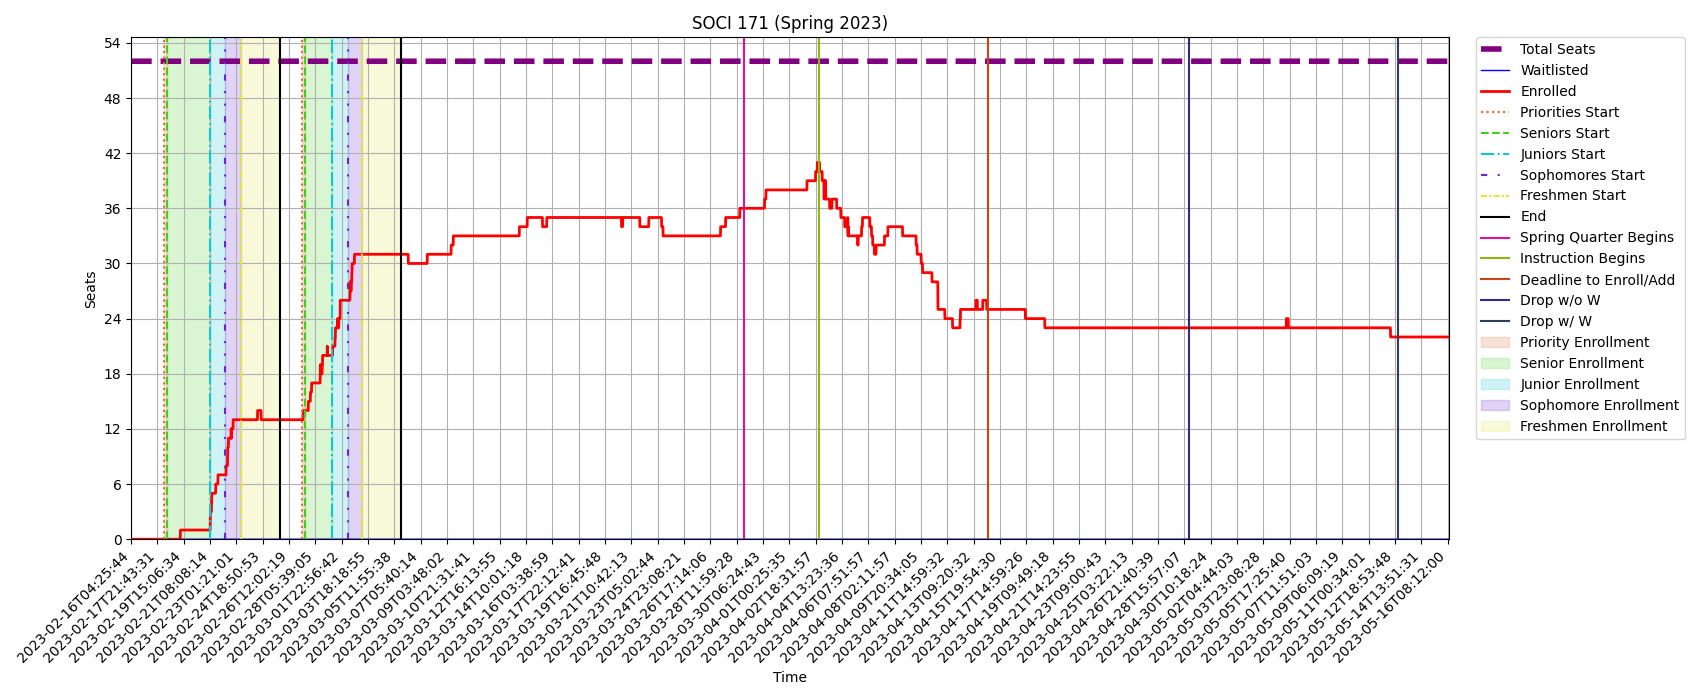 SOCI 171 (Spring 2023)
54
48
42
36
30
24
18
12
6
0
Seats
2023-02-16T04:25:44
2023-02-17T21:43:31
2023-02-19T15:06:34
2023-02-21T08:08:14
2023-02-23T01:21:01
2023-02-24T18:50:53
2023-02-26T12:02:19
2023-02-28T05:39:05
2023-03-01T22:56:42
2023-03-03T18:18:55
2023-03-05T11:55:38
2023-03-07T05:40:14
2023-03-09T03:48:02
2023-03-10T21:31:41
2023-03-12T16:13:55
2023-03-14T10:01:18
2023-03-16T03:38:59
2023-03-17T22:12:41
2023-03-19T16:45:48
2023-03-21T10:42:13
2023-03-23T05:02:44
2023-03-24T23:08:21
2023-03-26T17:14:06
2023-03-28T11:59:28
2023-03-30T06:24:43
2023-04-01T00:25:35
2023-04-02T18:31:57
2023-04-04T13:23:36
2023-04-06T07:51:57
2023-04-08T02:11:57
2023-04-09T20:34:05
2023-04-11T14:59:32
2023-04-13T09:20:32
2023-04-15T19:54:30
2023-04-17T14:59:26
2023-04-19T09:49:18
2023-04-21T14:23:55
2023-04-23T09:00:43
2023-04-25T03:22:13
2023-04-26T21:40:39
2023-04-28T15:57:07
2023-04-30T10:18:24
2023-05-02T04:44:03
2023-05-03T23:08:28
2023-05-05T17:25:40
2023-05-07T11:51:03
2023-05-09T06:09:19
2023-05-11T00:34:01
2023-05-12T18:53:48
2023-05-14T13:51:31
2023-05-16T08:12:00
Time
Total Seats
Waitlisted
Enrolled
Priorities Start
Seniors Start
Juniors Start
Sophomores Start
Freshmen Start
End
Spring Quarter Begins
Instruction Begins
Deadline to Enroll/Add
Drop w/o W
Drop w/ W
Priority Enrollment
Senior Enrollment
Junior Enrollment
Sophomore Enrollment
Freshmen Enrollment